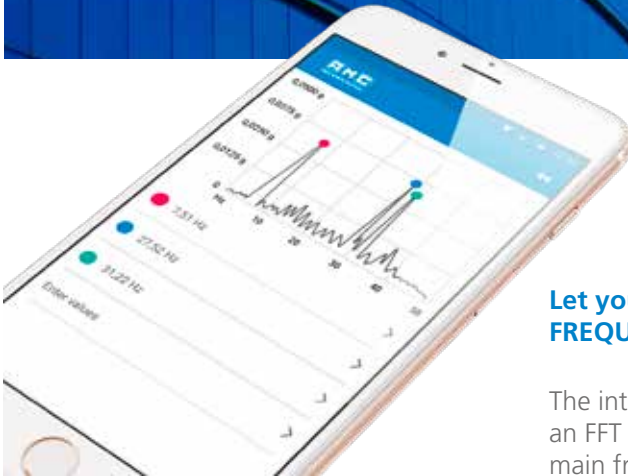 AMC
0,0500 g
0,0375 g
0,0250 g
0,0125 g
0
Hz
10
20
30
40
50
7,51 Hz
27,52 Hz
31,22 Hz
Enter values
Let yo
FREQU
The int
an FFT
main fr